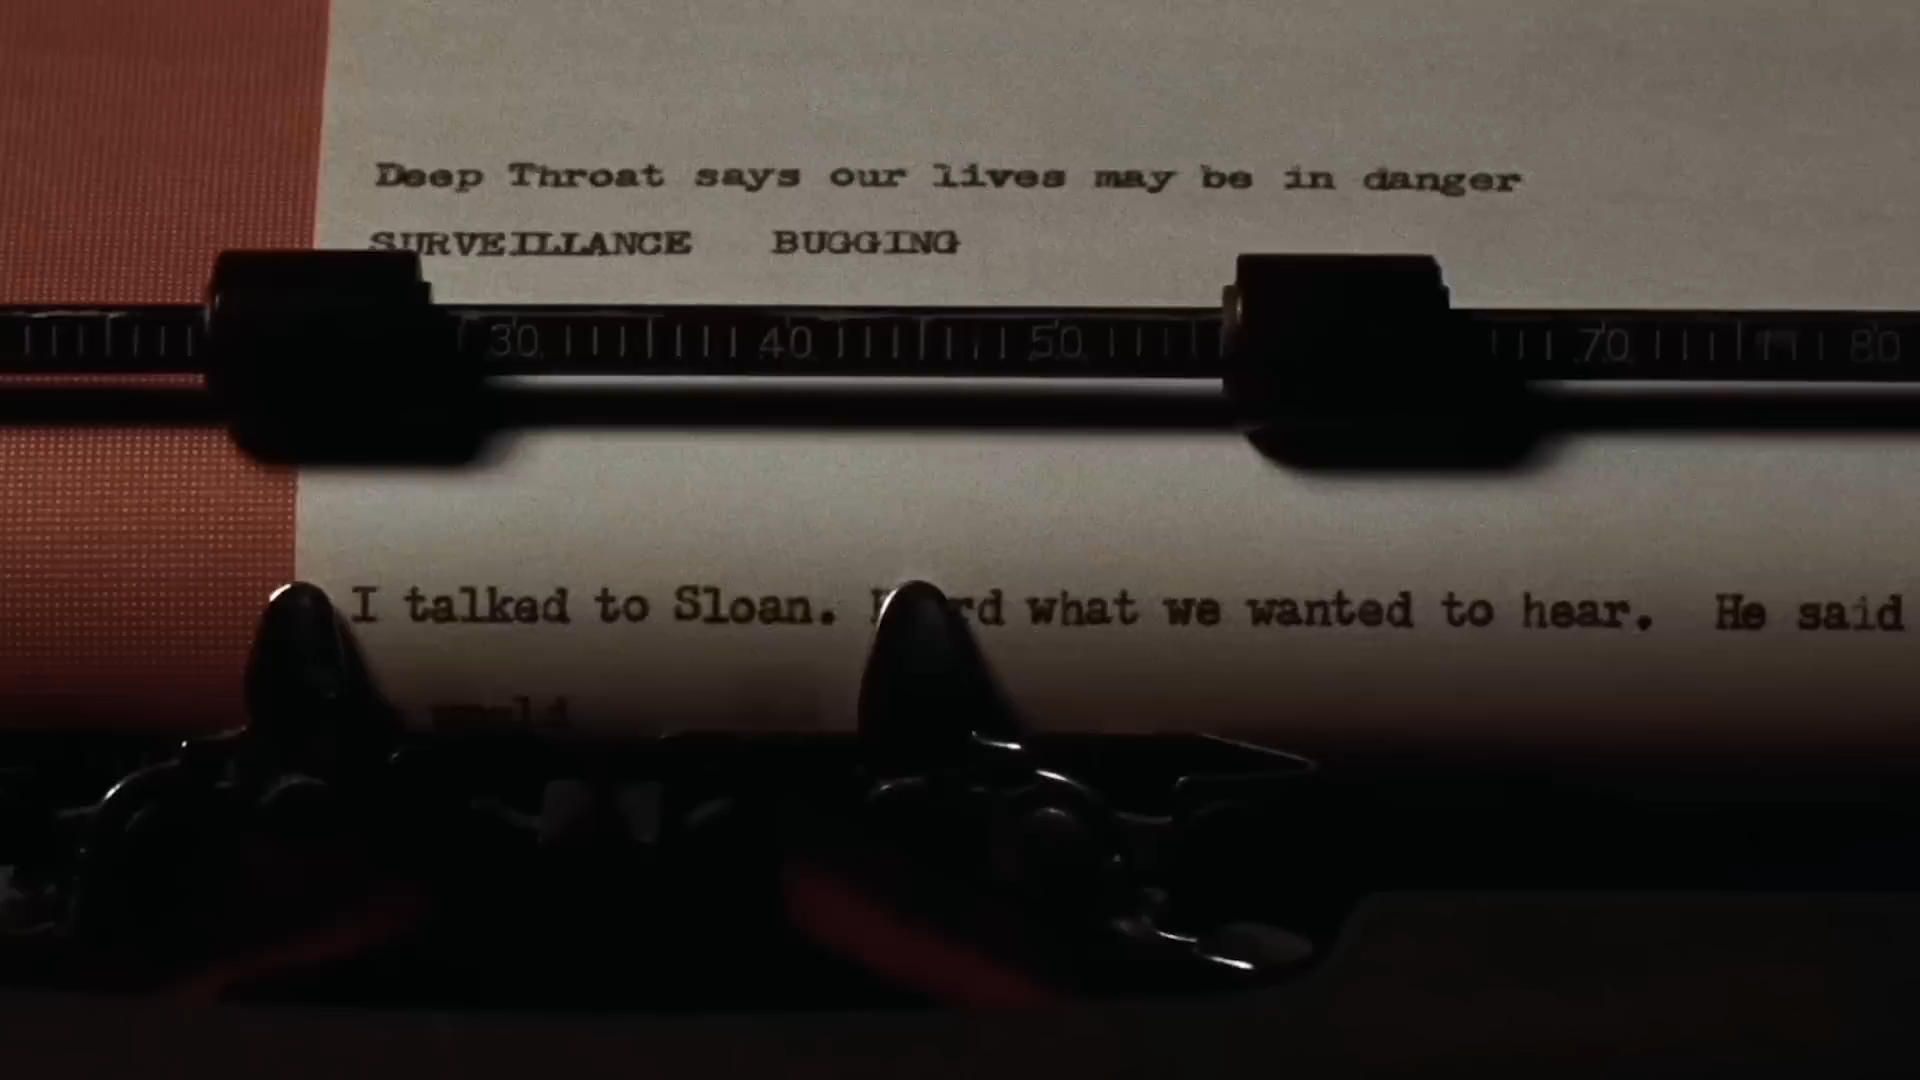 Deep Throat says our lives may be in danger
SURVEILLANCE BUGGING
30 40 50 70 80
I talked to Sloan. what we wanted to hear. He said